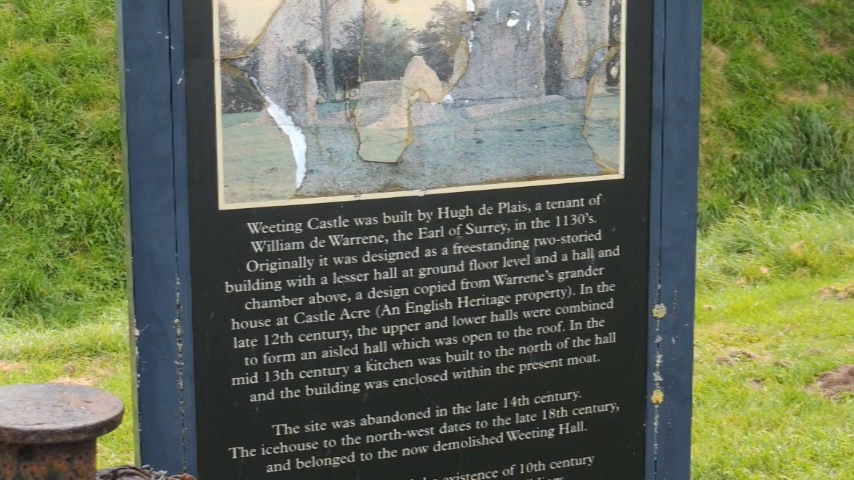 Weeting Castle was built by Hugh de Plais, a tenant of
William de Warrene, the Earl of Surrey, in the 1130's.
Originally it was designed as a freestanding two-storied
building with a lesser hall at ground floor level and a hall and
chamber above, a design copied from Warrene's grander
house at Castle Acre (An English Heritage property). In the
late 12th century, the upper and lower halls were combined
to form an aisled hall which was open to the roof. In the
mid 13th century a kitchen was built to the north of the hall
and the building was enclosed within the present moat.
The site was abandoned in the late 14th century.
The icehouse to the north-west dates to the late 18th century,
and belonged to the now demolished Weeting Hall.
existence of 10th century